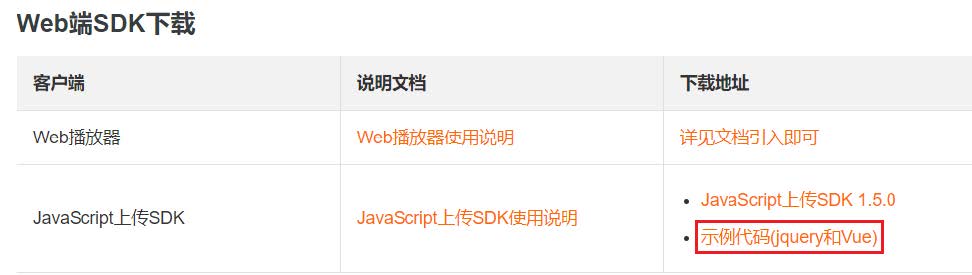 Web端SDK下载
客户端 说明文档 下载地址
Web播放器 Web播放器使用说明 详见文档引入即可
JavaScript上传SDK JavaScript上传SDK使用说明
• JavaScript上传SDK 1.5.0
• 示例代码(jquery和Vue)